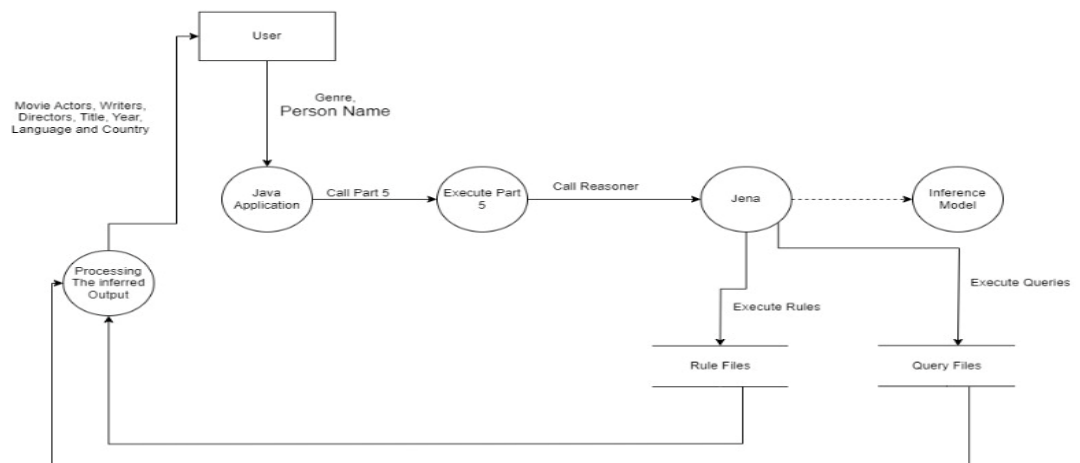 User
Movie Actors, Writers,
Directors, Title, Year,
Language and Country
Genre,
Person Name
Java
Application
Call Part 5
Execute Part
5
Call Reasoner
Jena
Inference
Model
Processing
The inferred
Output
Execute Rules
Execute Queries
Rule Files
Query Files